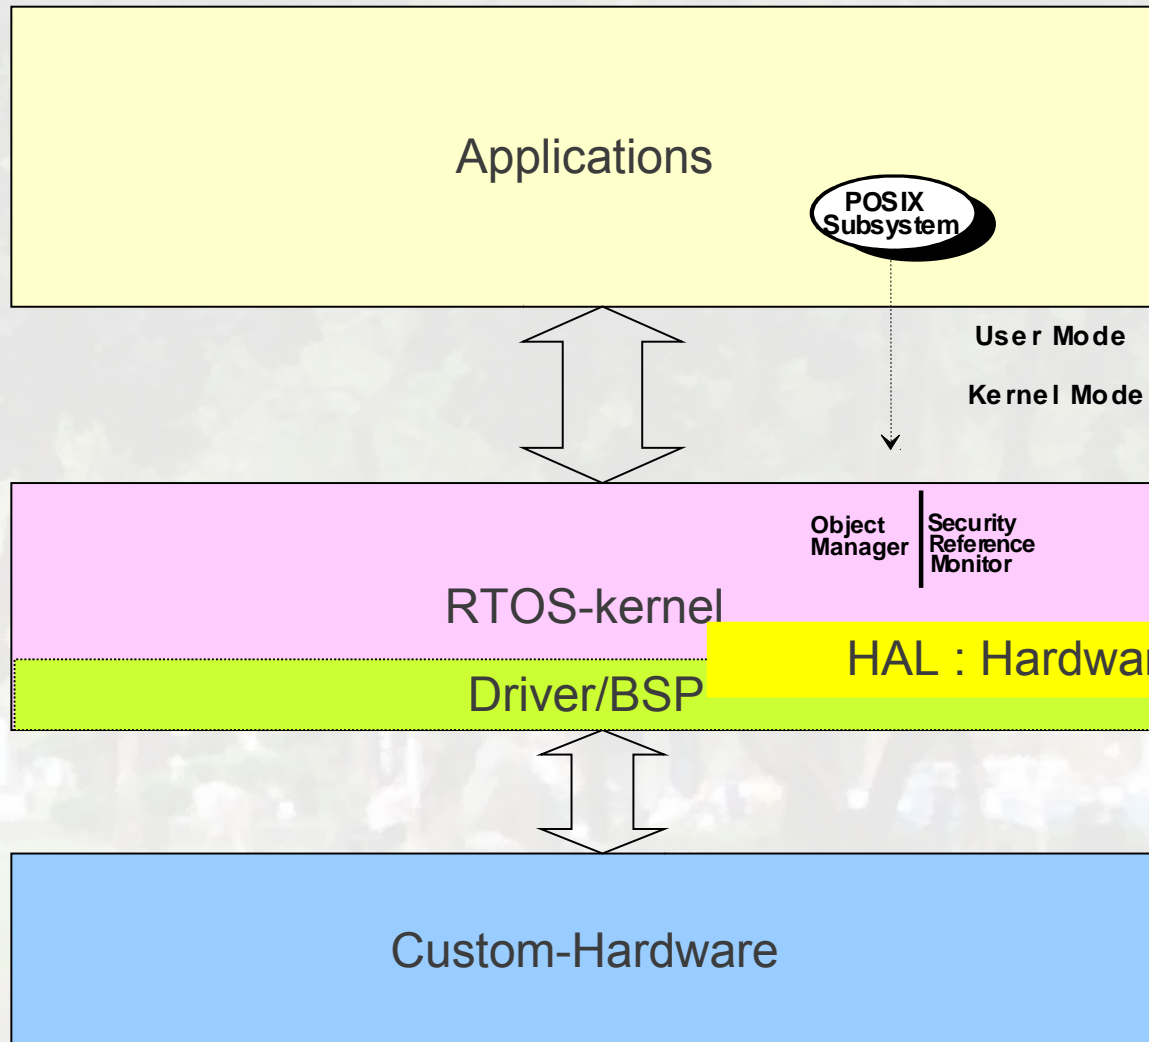 Applications
POSIX
Subsystem
User Mode
Kernel Mode
Object
Manager
Security
Reference
Monitor
RTOS-kernel
HAL : Hardwar
Driver/BSP
Custom-Hardware